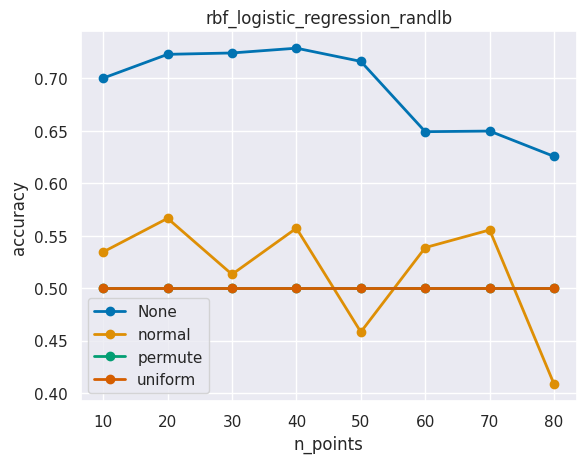 rbf_logistic_regression_randlb
accuracy
0.70
0.65
0.60
0.55
0.50
0.45
0.40
None
normal
permute
uniform
10 20 30 40 50 60 70 80
n_points